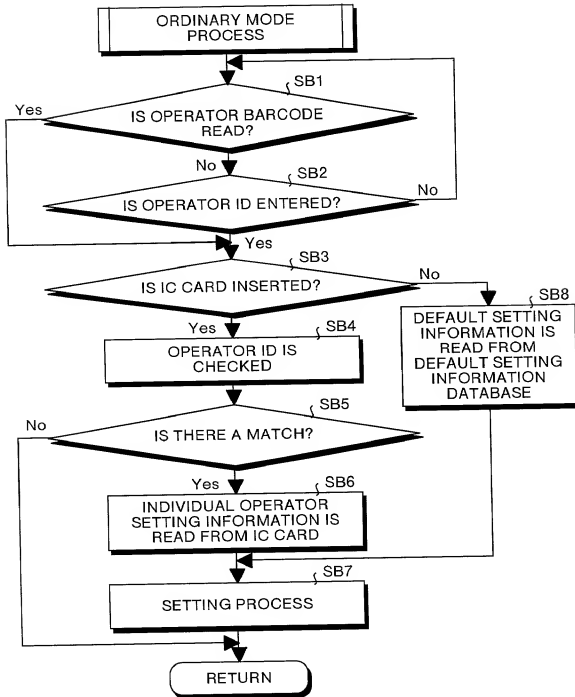 ORDINARY MODE
PROCESS
SB1
Yes
IS OPERATOR BARCODE
READ?
No
SB2
IS OPERATOR ID ENTERED?
No
Yes
SB3
IS IC CARD INSERTED?
No
SB8
DEFAULT SETTING
INFORMATION IS
READ FROM
DEFAULT SETTING
INFORMATION
DATABASE
Yes
SB4
OPERATOR ID IS
CHECKED
SB5
No
IS THERE A MATCH?
Yes
SB6
INDIVIDUAL OPERATOR
SETTING INFORMATION IS
READ FROM IC CARD
SB7
SETTING PROCESS
RETURN